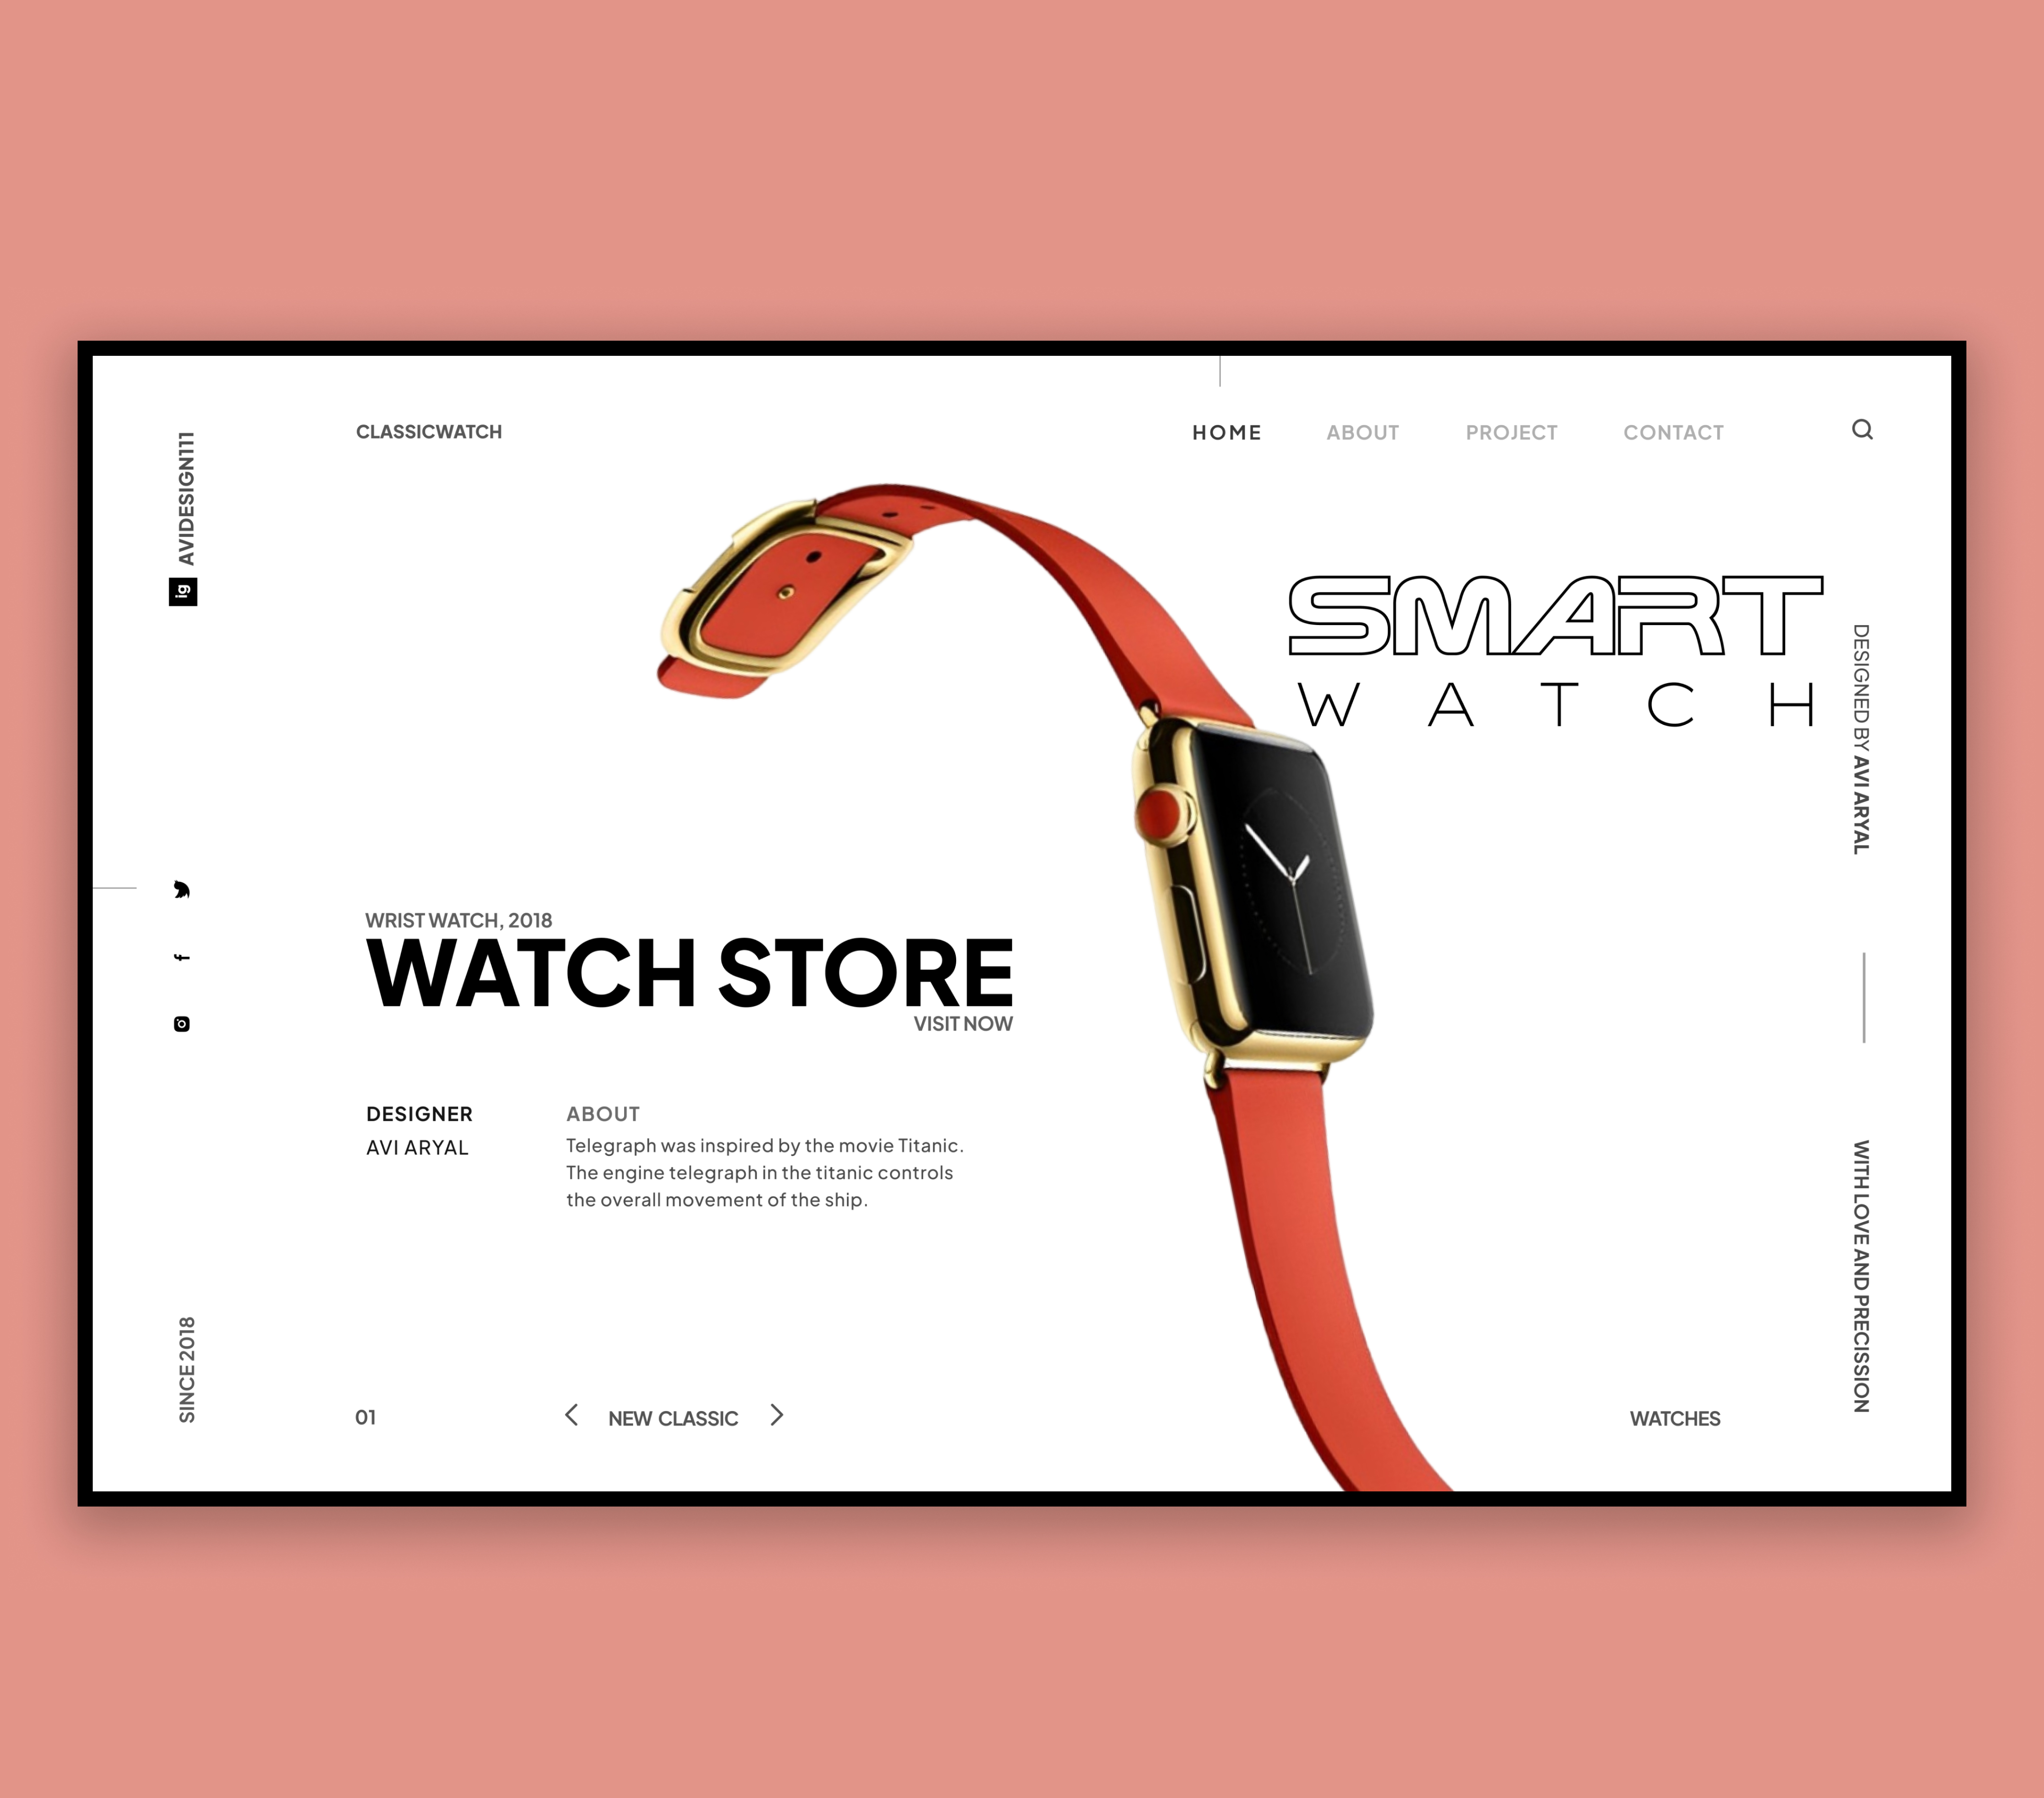 CLASSICWATCH
HOME
ABOUT
PROJECT
CONTACT
AVIDESIGN111
ig
SMART
WATCH
DESIGNED BY AVI ARYAL
WRIST WATCH, 2018
WATCH STORE
VISIT NOW
DESIGNER
AVI ARYAL
ABOUT
Telegraph was inspired by the movie Titanic.
The engine telegraph in the titanic controls
the overall movement of the ship.
WITH LOVE AND PRECISSION
SINCE 2018
01
NEW CLASSIC
WATCHES